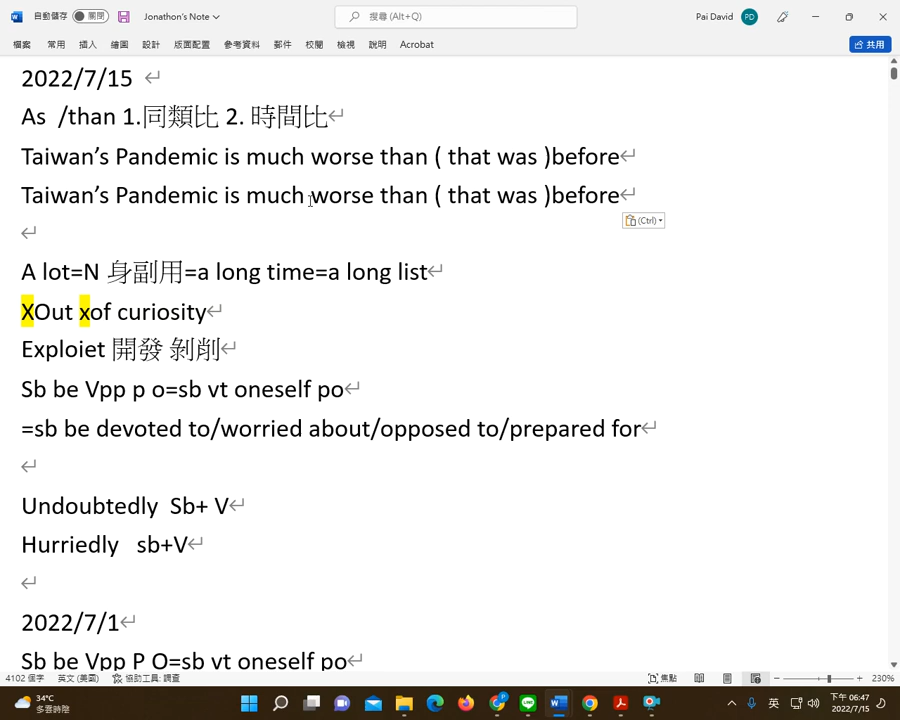 自動儲存 關閉 Jonathon's Note 搜尋 (Alt+Q) Pai David PD
檔案 常用 插入 繪圖 設計 版面配置 參考資料 郵件 校閱 檢視 說明 Acrobat 共用
2022/7/15
As /than 1.同類比 2. 時間比
Taiwan's Pandemic is much worse than ( that was )before
Taiwan's Pandemic is much worse than ( that was )before
(Ctrl)
A lot=N 身副用=a long time=a long list
XOut xof curiosity
Exploiet 開發 剝削
Sb be Vpp p o=sb vt oneself po
=sb be devoted to/worried about/opposed to/prepared for
Undoubtedly Sb+ V
Hurriedly sb+V
2022/7/1
Sb be Vpp P O=sb vt oneself po
4102 個字 英文 (美國) 協助工具: 調查 焦點 230%
34°C 英 下午 06:47
多雲時陰 2022/7/15